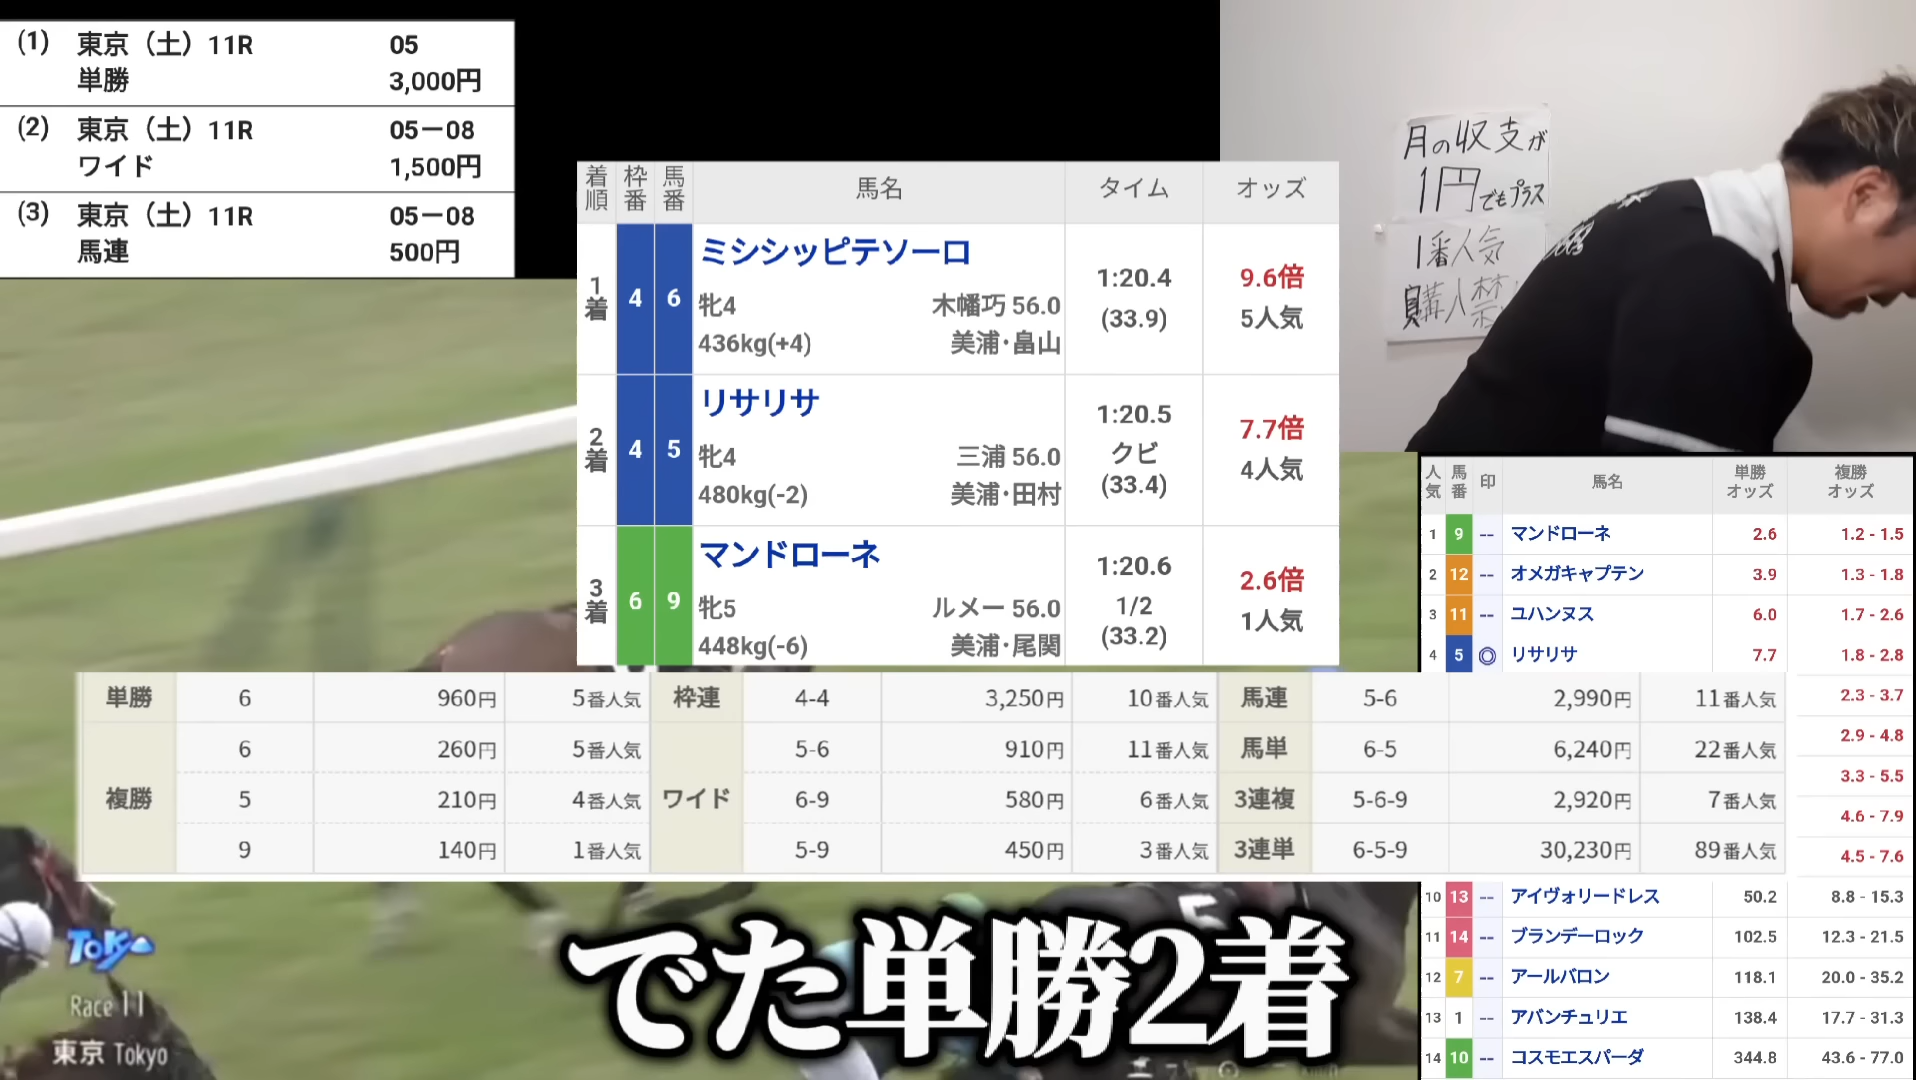 (1) 東京（土）11R 05
単勝 3,000円
(2) 東京（土）11R 05ー08
ワイド 1,500円
(3) 東京（土）11R 05ー08
馬連 500円
月の収支が
1円でもプラス
1番人気
購入禁
着順 枠番 馬番 馬名 タイム オッズ
1着 4 6 ミシシッピテソーロ 1:20.4 9.6倍
牝4 木幡巧 56.0 (33.9) 5人気
436kg(+4) 美浦･畠山
2着 4 5 リサリサ 1:20.5 7.7倍
牝4 三浦 56.0 クビ 4人気
480kg(-2) 美浦･田村 (33.4)
3着 6 9 マンドローネ 1:20.6 2.6倍
牝5 ルメー 56.0 1/2 1人気
448kg(-6) 美浦･尾関 (33.2)
人気 馬番 印 馬名 単勝オッズ 複勝オッズ
1 9 -- マンドローネ 2.6 1.2 - 1.5
2 12 -- オメガキャプテン 3.9 1.3 - 1.8
3 11 -- ユハンヌス 6.0 1.7 - 2.6
4 5 ◎ リサリサ 7.7 1.8 - 2.8
2.3 - 3.7
2.9 - 4.8
3.3 - 5.5
4.6 - 7.9
4.5 - 7.6
10 13 -- アイヴォリードレス 50.2 8.8 - 15.3
11 14 -- ブランデーロック 102.5 12.3 - 21.5
12 7 -- アールバロン 118.1 20.0 - 35.2
13 1 -- アバンチュリエ 138.4 17.7 - 31.3
14 10 -- コスモエスパーダ 344.8 43.6 - 77.0
単勝 6 960円 5番人気 枠連 4-4 3,250円 10番人気 馬連 5-6 2,990円 11番人気
複勝 6 260円 5番人気 ワイド 5-6 910円 11番人気 馬単 6-5 6,240円 22番人気
5 210円 4番人気 6-9 580円 6番人気 3連複 5-6-9 2,920円 7番人気
9 140円 1番人気 5-9 450円 3番人気 3連単 6-5-9 30,230円 89番人気
でた単勝2着
Tokyo
Race 11
東京 Tokyo